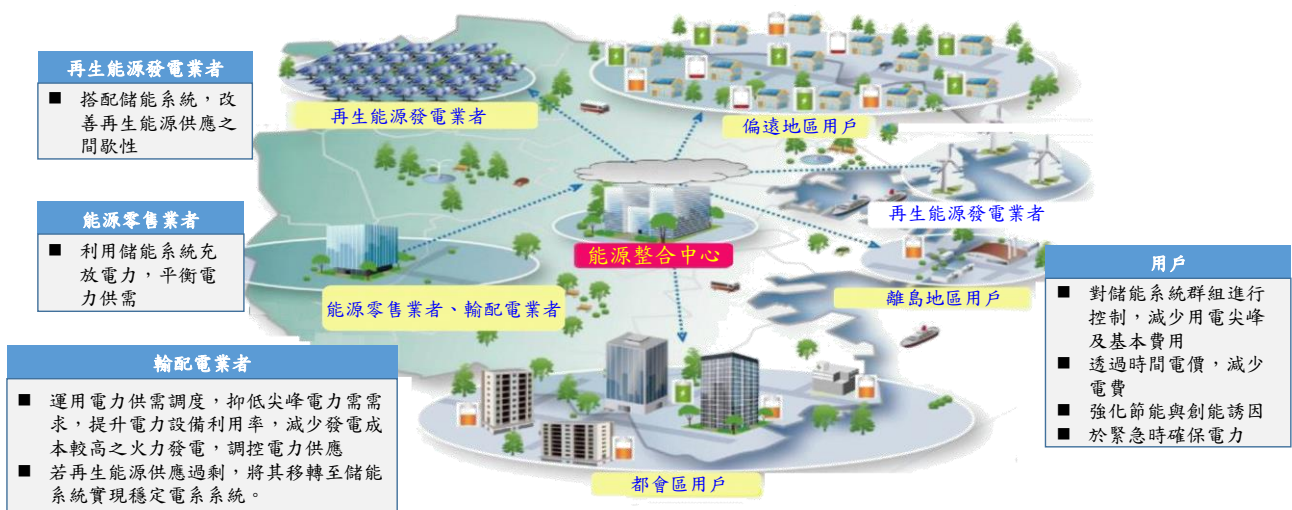 再生能源發電業者
■ 搭配儲能系統，改
善再生能源供應之
間歇性
能源零售業者
■ 利用儲能系統充
放電力，平衡電
力供需
輸配電業者
■ 運用電力供需調度，抑低尖峰電力需需
求，提升電力設備利用率，減少發電成
本較高之火力發電，調控電力供應
■ 若再生能源供應過剩，將其移轉至儲能
系統實現穩定電系系統。
再生能源發電業者
偏遠地區用戶
再生能源發電業者
能源整合中心
能源零售業者、輸配電業者
離島地區用戶
都會區用戶
用戶
■ 對儲能系統群組進行
控制，減少用電尖峰
及基本費用
■ 透過時間電價，減少
電費
■ 強化節能與創能誘因
■ 於緊急時確保電力